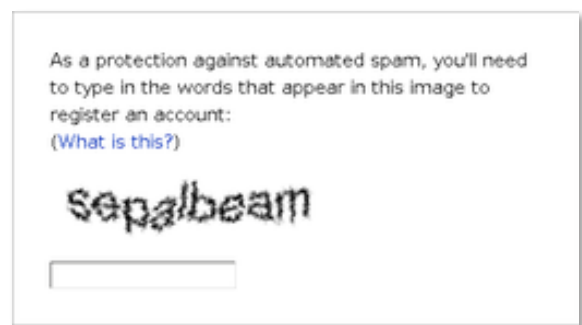 As a protection against automated spam, you'll need
to type in the words that appear in this image to
register an account:
(What is this?)
sepalbeam